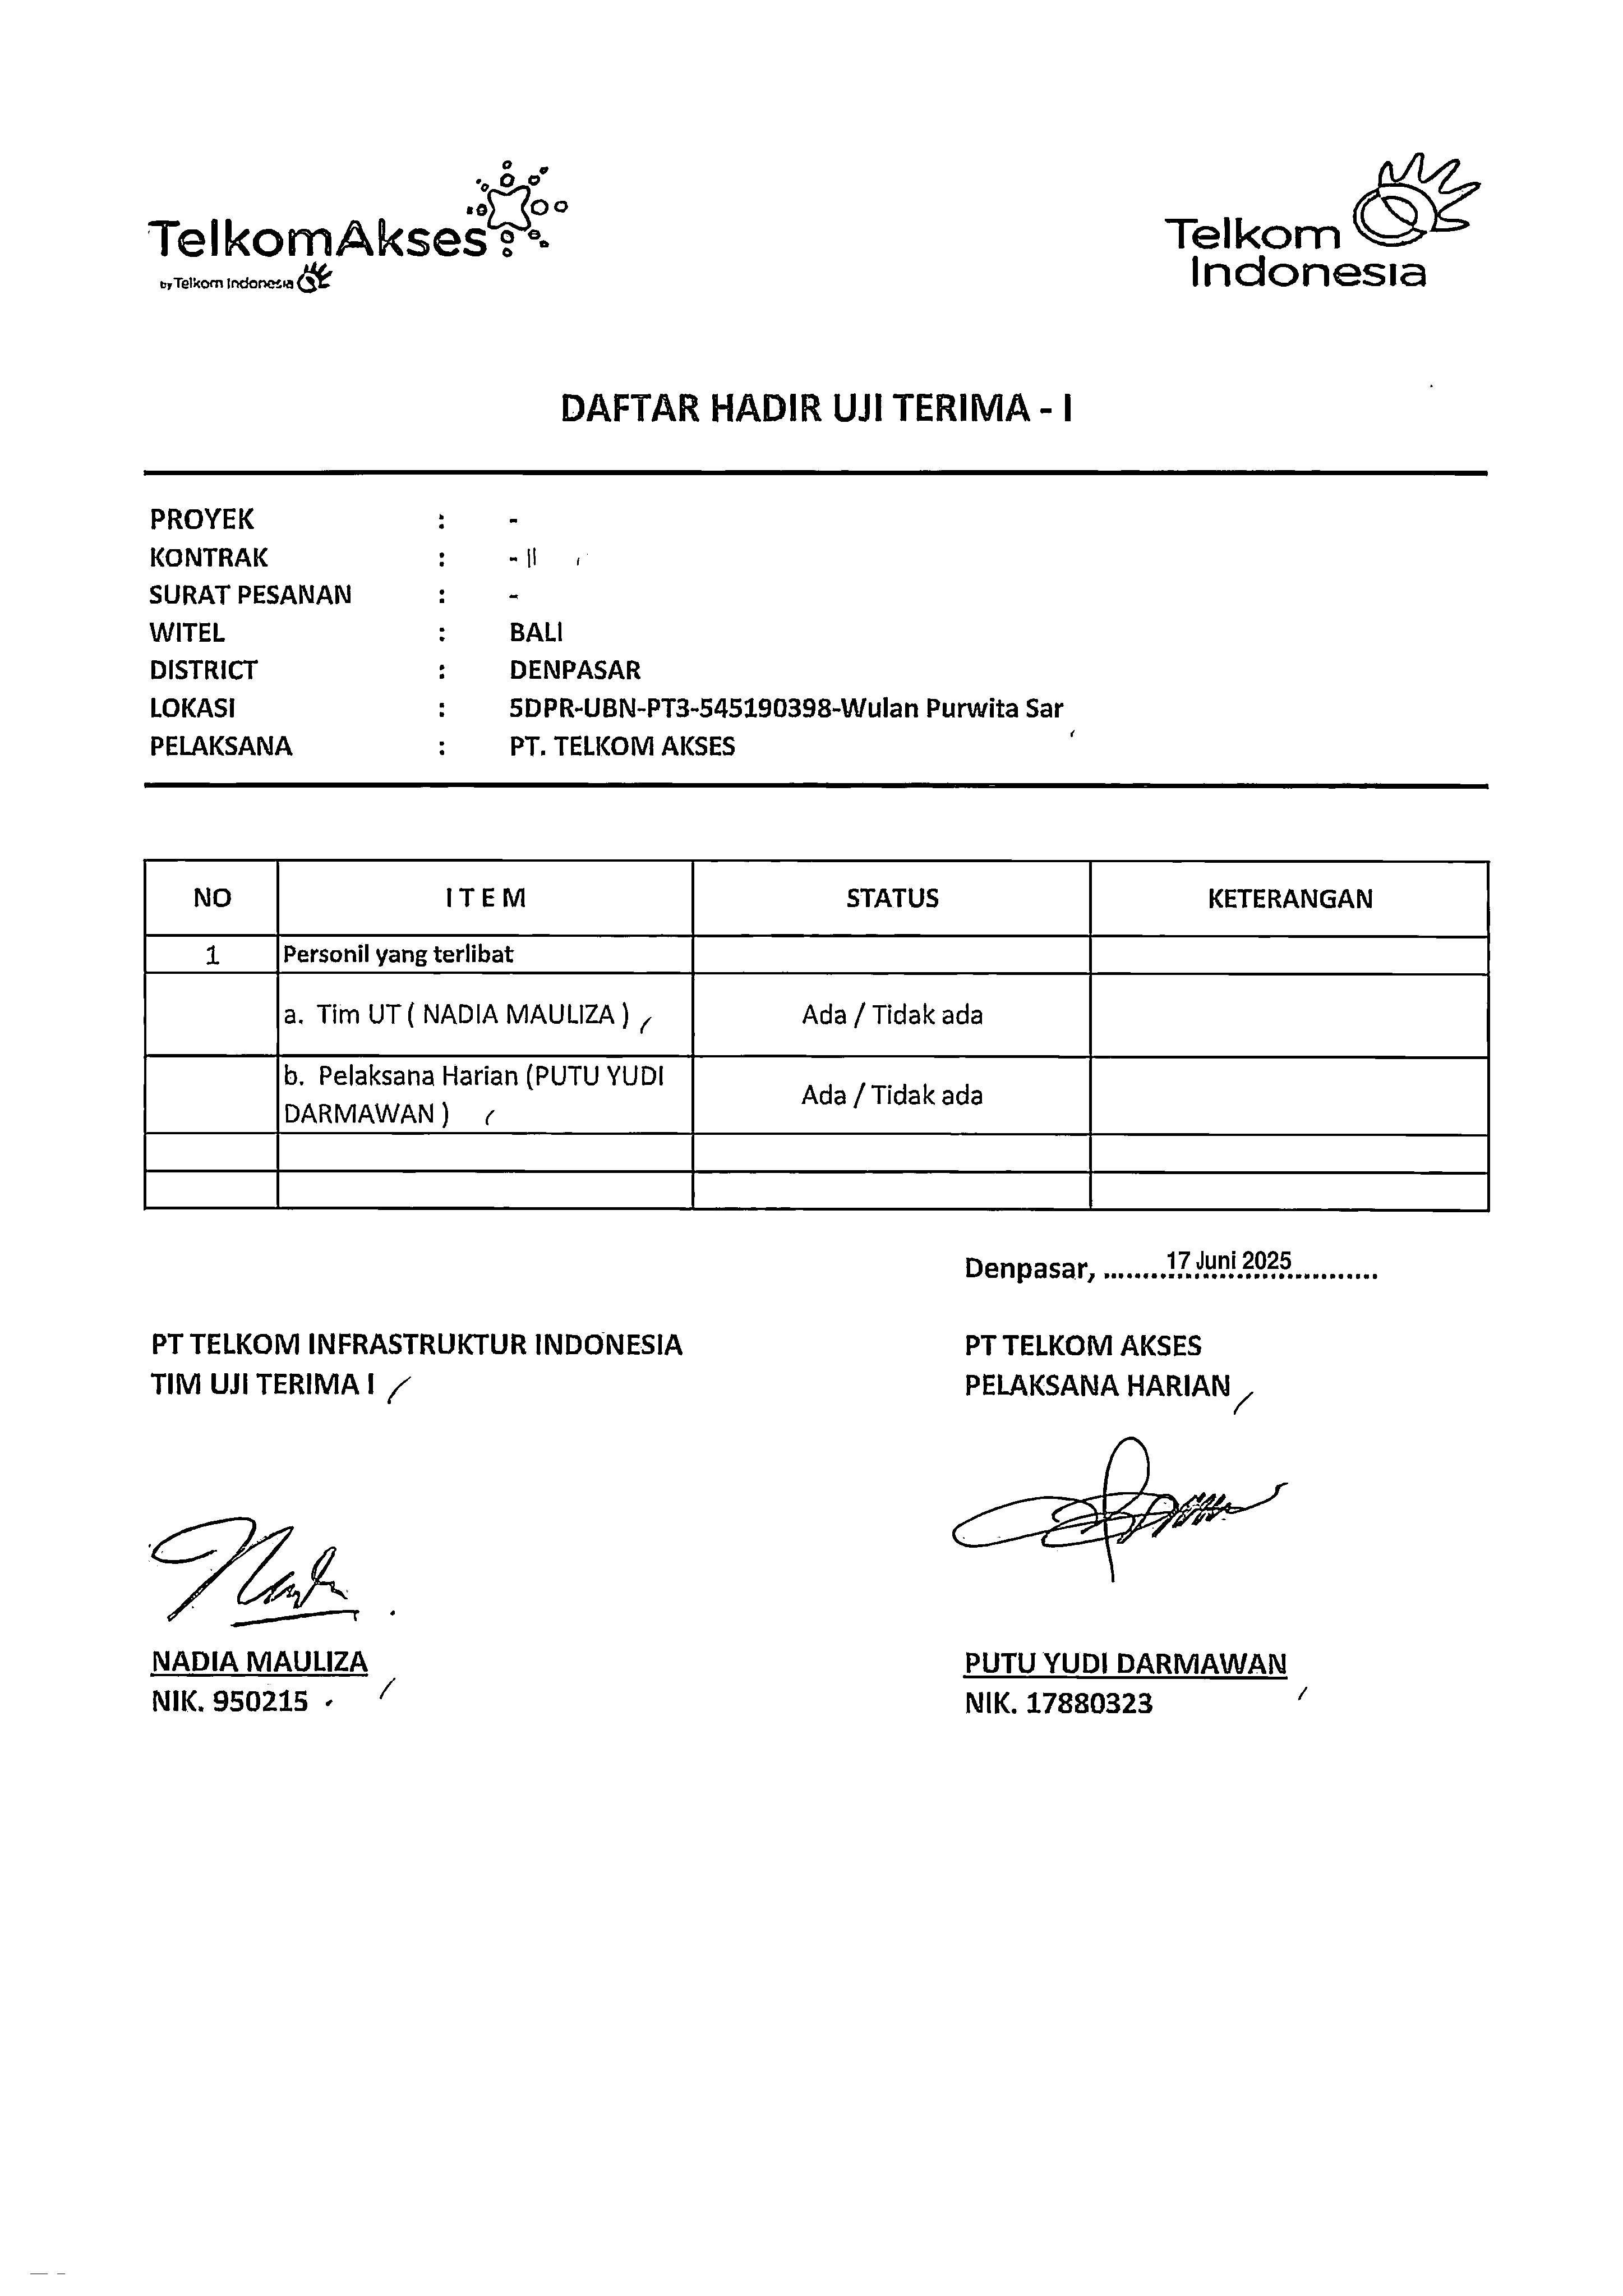 TelkomAkses
by Telkom Indonesia
Telkom
Indonesia
DAFTAR HADIR UJI TERIMA - I
PROYEK : -
KONTRAK : -
SURAT PESANAN : -
WITEL : BALI
DISTRICT : DENPASAR
LOKASI : 5DPR-UBN-PT3-545190398-Wulan Purwita Sar
PELAKSANA : PT. TELKOM AKSES
NO ITEM STATUS KETERANGAN
1 Personil yang terlibat
a. Tim UT ( NADIA MAULIZA ) Ada / Tidak ada
b. Pelaksana Harian (PUTU YUDI
DARMAWAN ) Ada / Tidak ada
Denpasar, ........17 Juni 2025...........
PT TELKOM INFRASTRUKTUR INDONESIA
TIM UJI TERIMA I
PT TELKOM AKSES
PELAKSANA HARIAN
NADIA MAULIZA
NIK. 950215
PUTU YUDI DARMAWAN
NIK. 17880323